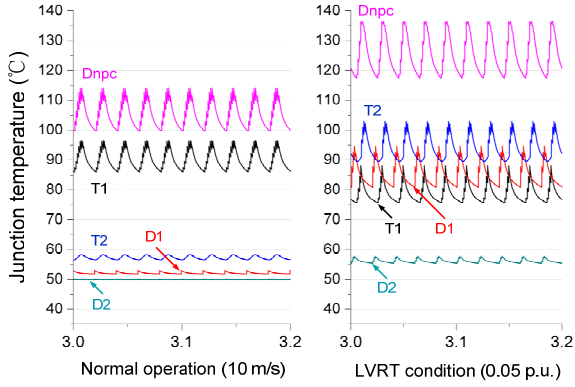 Junction temperature (℃)
140
130
120
110
100
90
80
70
60
50
40
Dnpc
T1
T2
D1
D2
3.0
3.1
3.2
Normal operation (10 m/s)
140
130
120
110
100
90
80
70
60
50
40
Dnpc
T2
T1
D1
D2
3.0
3.1
3.2
LVRT condition (0.05 p.u.)